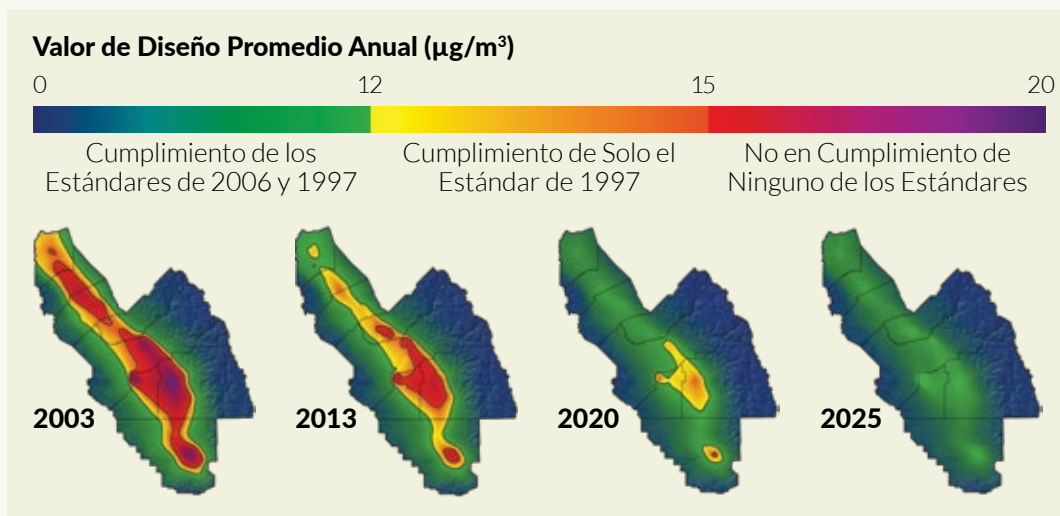 Valor de Diseño Promedio Anual (µg/m³)
0 12 15 20
Cumplimiento de los
Estándares de 2006 y 1997
Cumplimiento de Solo el
Estándar de 1997
No en Cumplimiento de
Ninguno de los Estándares
2003 2013 2020 2025